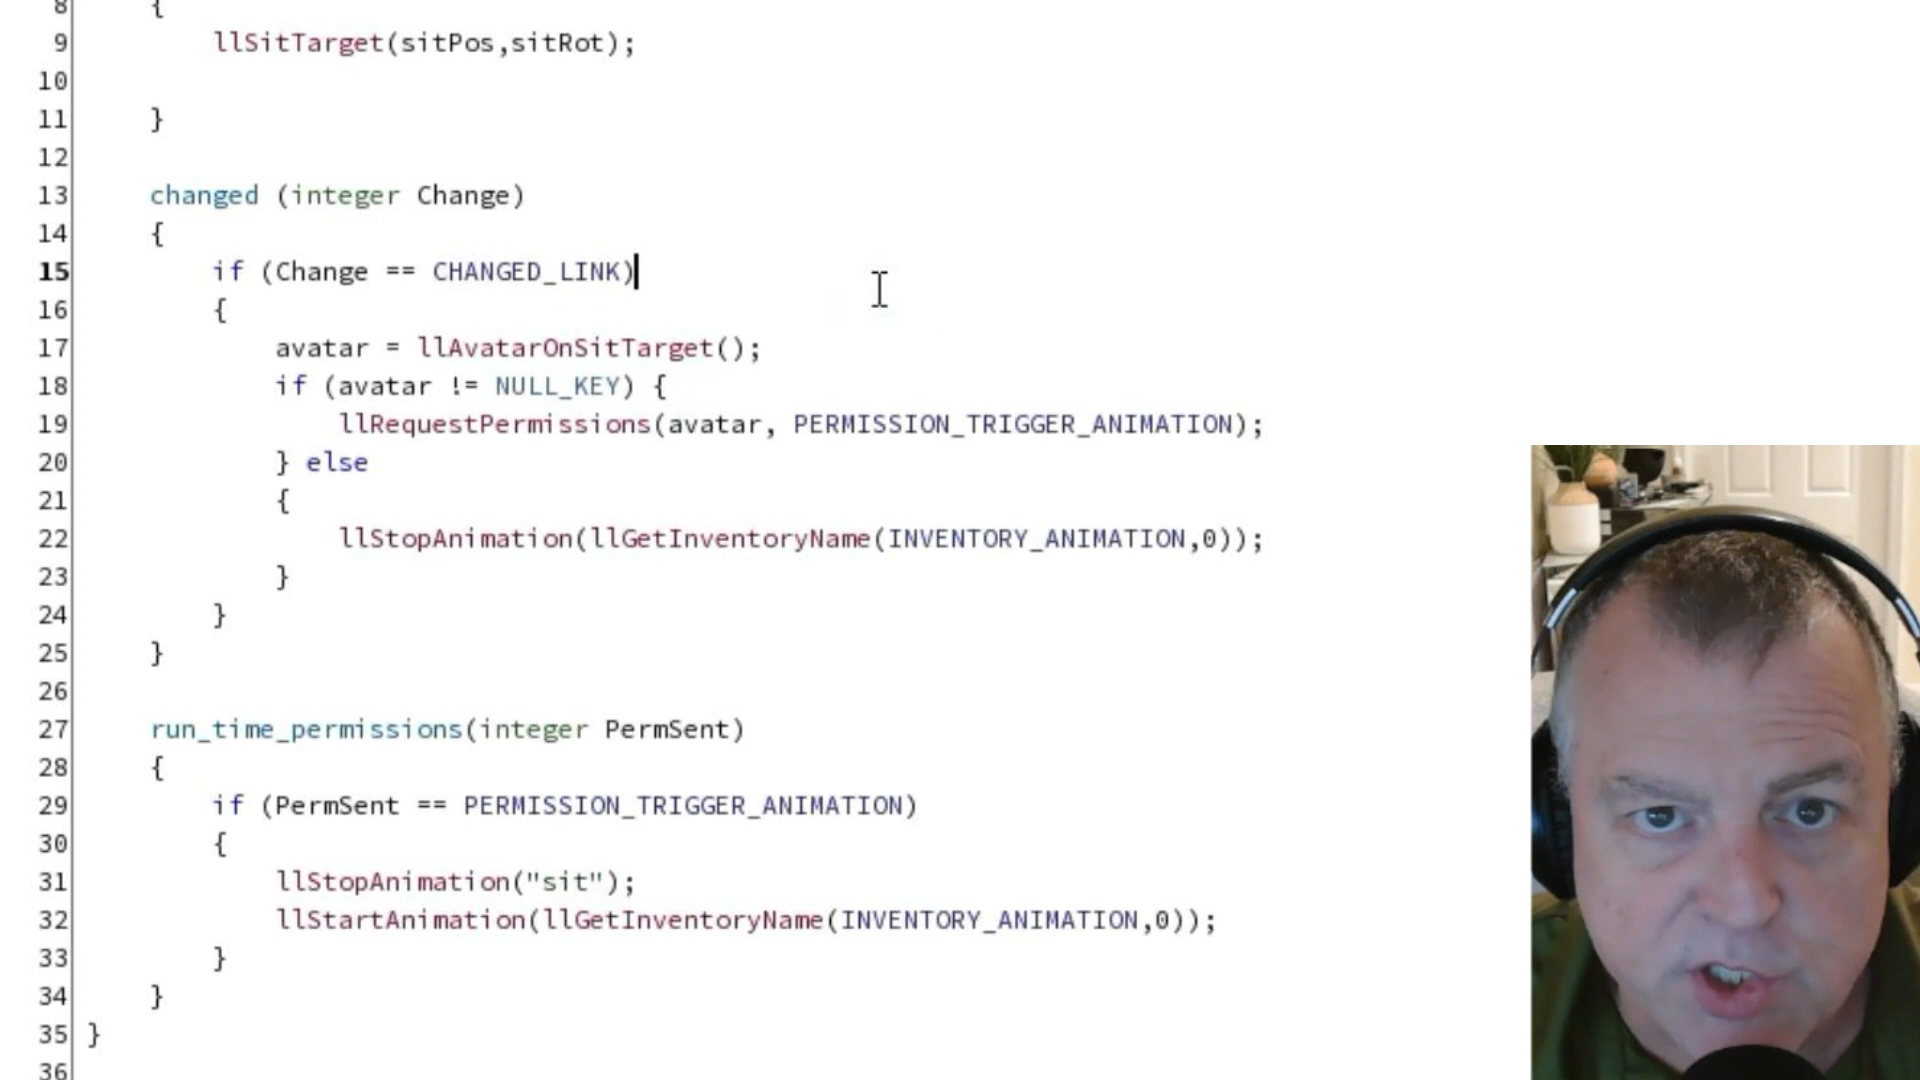 8 {
9 llSitTarget(sitPos,sitRot);
10
11 }
12
13 changed (integer Change)
14 {
15 if (Change == CHANGED_LINK)
16 {
17 avatar = llAvatarOnSitTarget();
18 if (avatar != NULL_KEY) {
19 llRequestPermissions(avatar, PERMISSION_TRIGGER_ANIMATION);
20 } else
21 {
22 llStopAnimation(llGetInventoryName(INVENTORY_ANIMATION,0));
23 }
24 }
25 }
26
27 run_time_permissions(integer PermSent)
28 {
29 if (PermSent == PERMISSION_TRIGGER_ANIMATION)
30 {
31 llStopAnimation("sit");
32 llStartAnimation(llGetInventoryName(INVENTORY_ANIMATION,0));
33 }
34 }
35 }
36